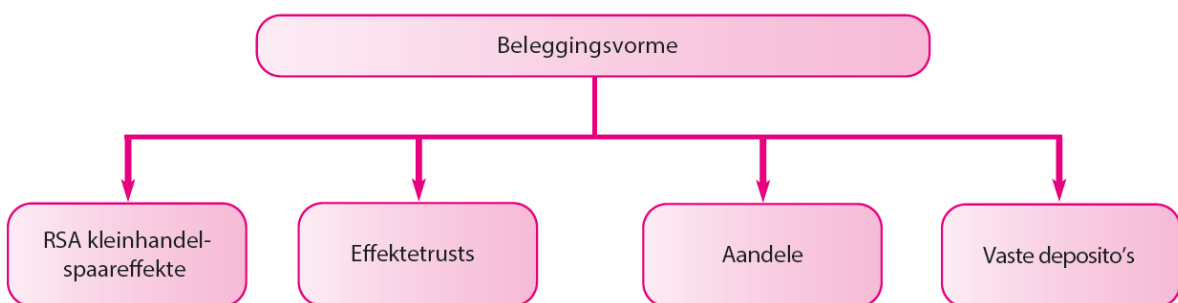 Beleggingsvorme
RSA kleinhandel-
spaareffekte
Effektetrusts
Aandele
Vaste deposito’s